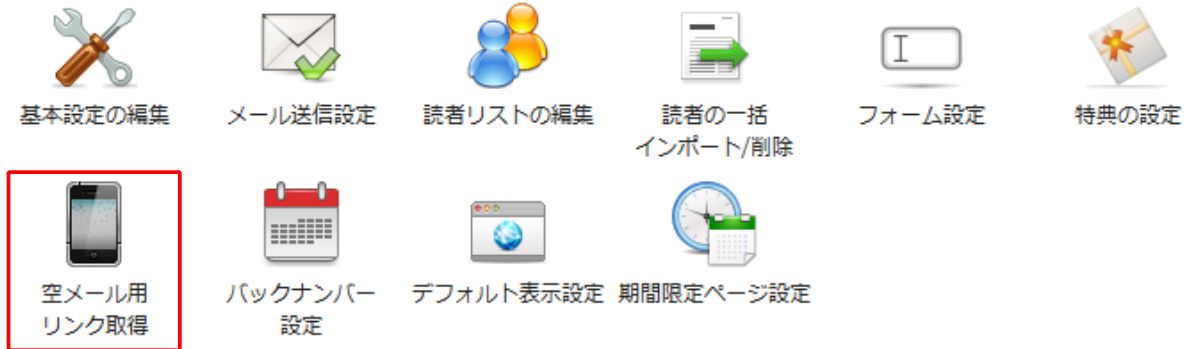 基本設定の編集
メール送信設定
読者リストの編集
読者の一括
インポート/削除
フォーム設定
特典の設定
空メール用
リンク取得
バックナンバー
設定
デフォルト表示設定
期間限定ページ設定